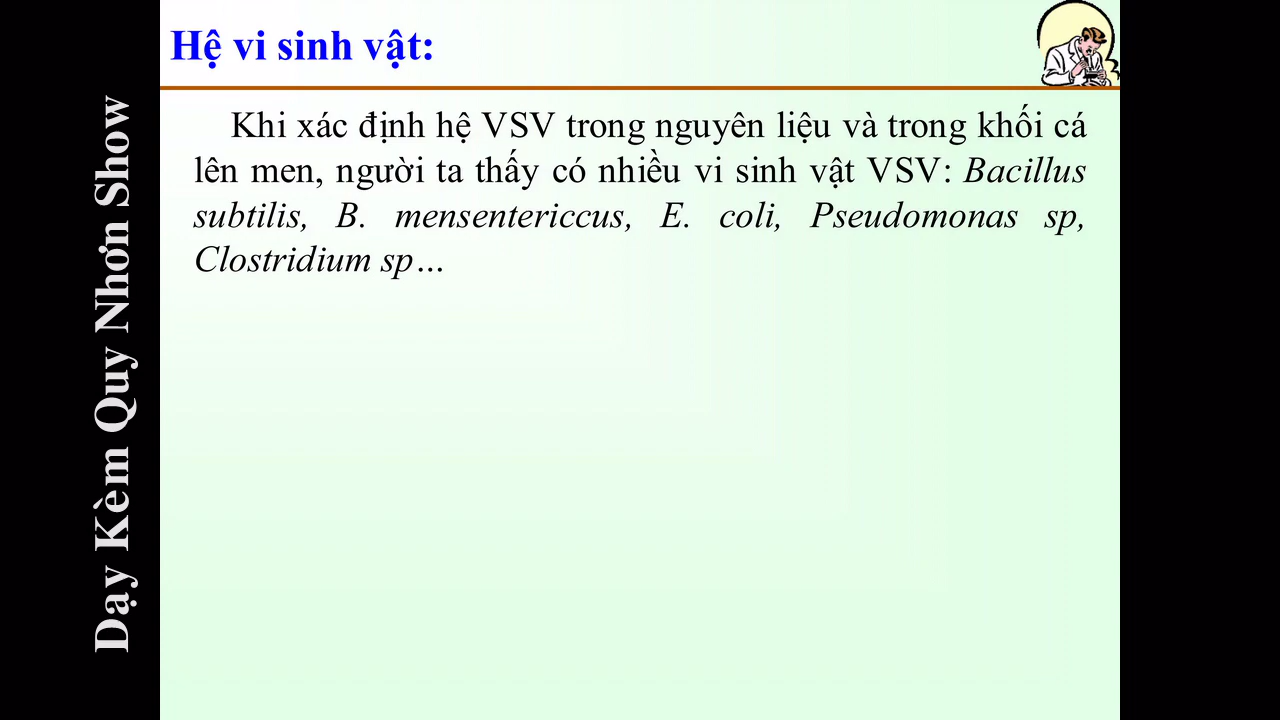 Hệ vi sinh vật:
Khi xác định hệ VSV trong nguyên liệu và trong khối cá
lên men, người ta thấy có nhiều vi sinh vật VSV: Bacillus
subtilis, B. mensentericcus, E. coli, Pseudomonas sp,
Clostridium sp…
Dạy Kèm Quy Nhơn Show